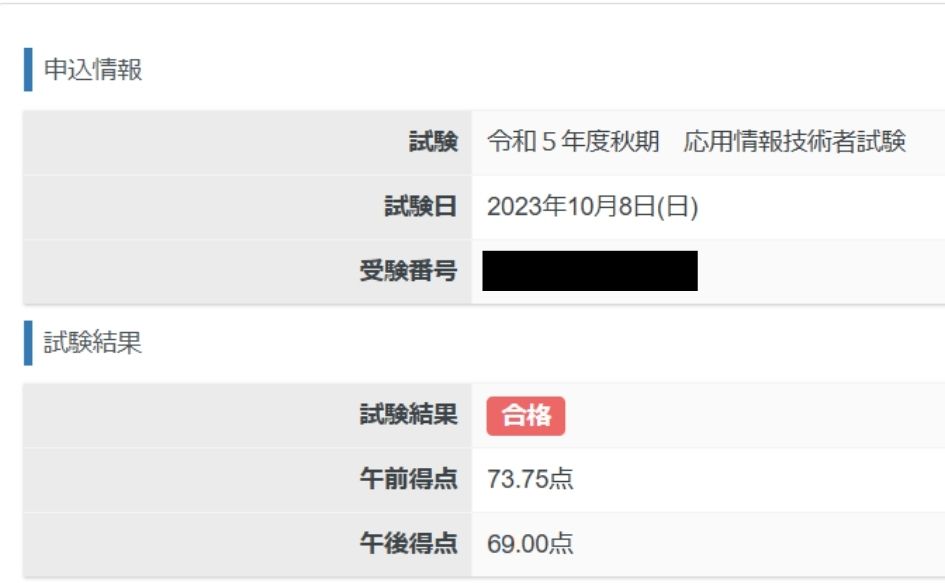 申込情報
試験 令和５年度秋期　応用情報技術者試験
試験日 2023年10月8日(日)
受験番号
試験結果
試験結果 合格
午前得点 73.75点
午後得点 69.00点